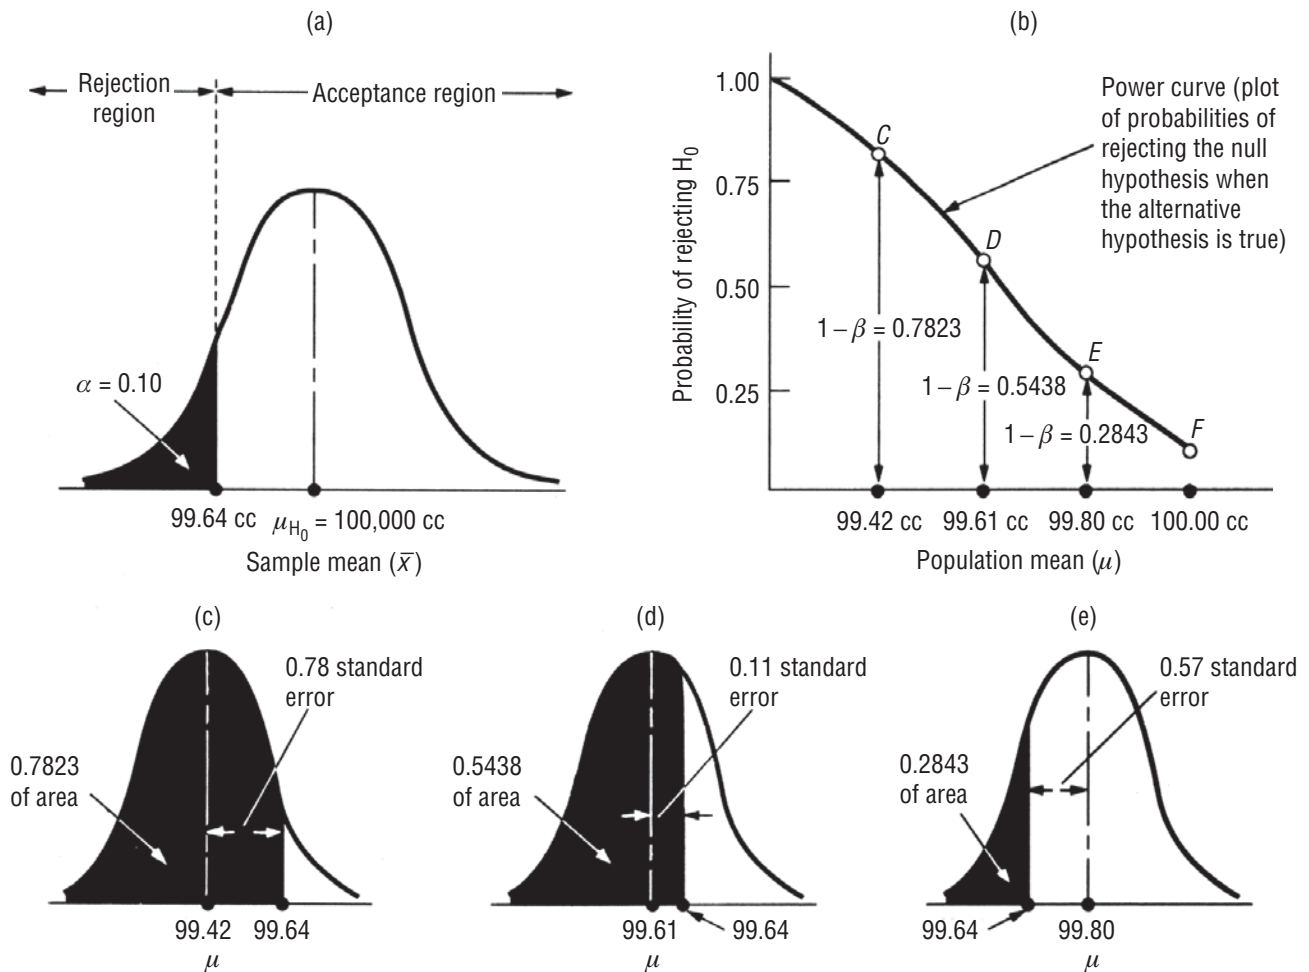 (a)
Rejection
region
Acceptance region
α = 0.10
99.64 cc
μH₀ = 100,000 cc
Sample mean (x̅)
(b)
Probability of rejecting H₀
1.00
0.75
0.50
0.25
C
D
E
F
Power curve (plot
of probabilities of
rejecting the null
hypothesis when
the alternative
hypothesis is true)
1 – β = 0.7823
1 – β = 0.5438
1 – β = 0.2843
99.42 cc 99.61 cc 99.80 cc 100.00 cc
Population mean (μ)
(c)
0.78 standard
error
0.7823
of area
99.42 99.64
μ
(d)
0.11 standard
error
0.5438
of area
99.61 99.64
μ
(e)
0.57 standard
error
0.2843
of area
99.64 99.80
μ